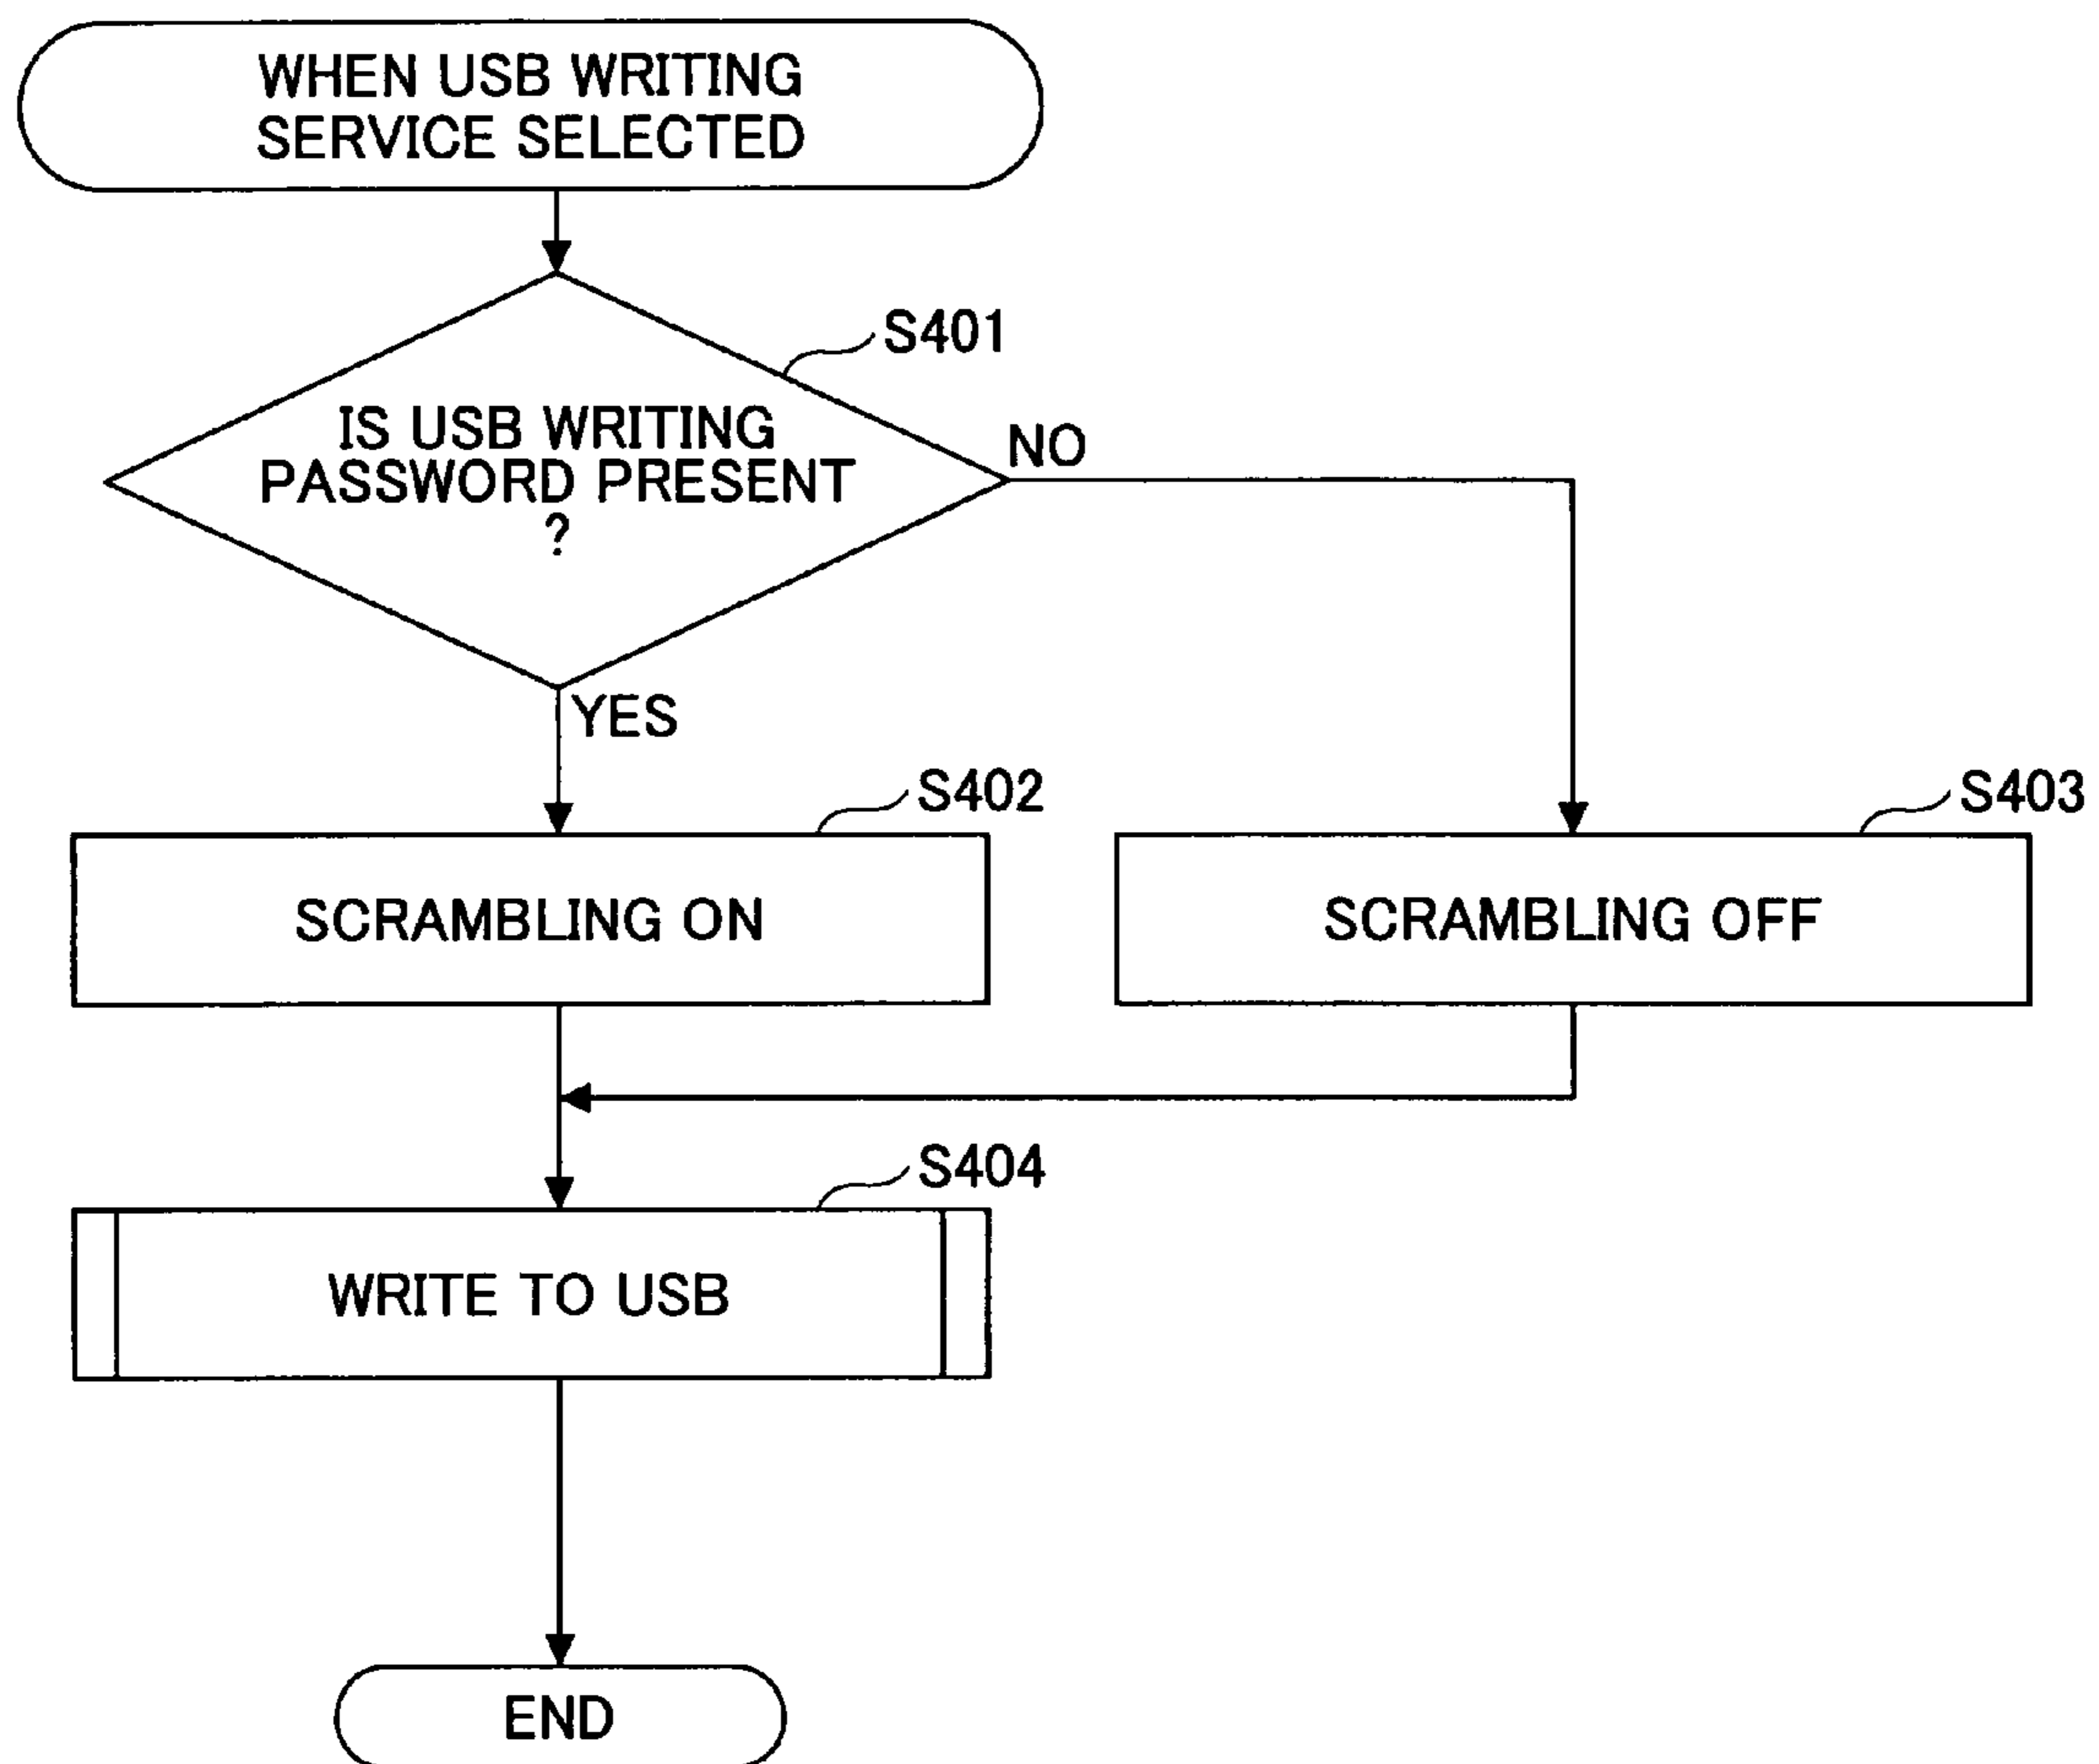 WHEN USB WRITING
SERVICE SELECTED
S401
IS USB WRITING
PASSWORD PRESENT
?
NO
YES
S402
SCRAMBLING ON
S403
SCRAMBLING OFF
S404
WRITE TO USB
END